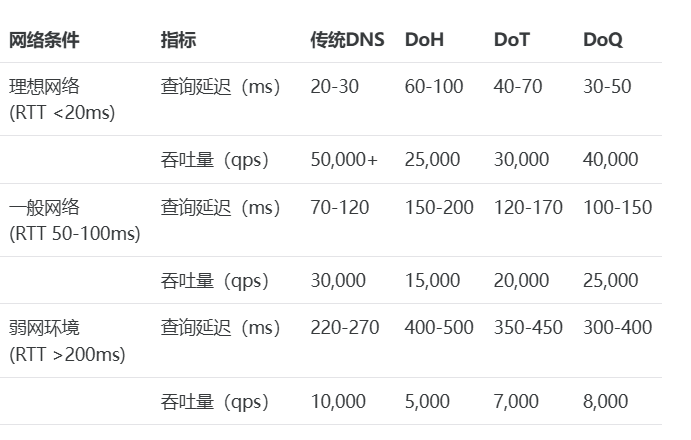 网络条件 指标 传统DNS DoH DoT DoQ
理想网络 查询延迟（ms） 20-30 60-100 40-70 30-50
(RTT <20ms)
吞吐量（qps） 50,000+ 25,000 30,000 40,000
一般网络 查询延迟（ms） 70-120 150-200 120-170 100-150
(RTT 50-100ms)
吞吐量（qps） 30,000 15,000 20,000 25,000
弱网环境 查询延迟（ms） 220-270 400-500 350-450 300-400
(RTT >200ms)
吞吐量（qps） 10,000 5,000 7,000 8,000